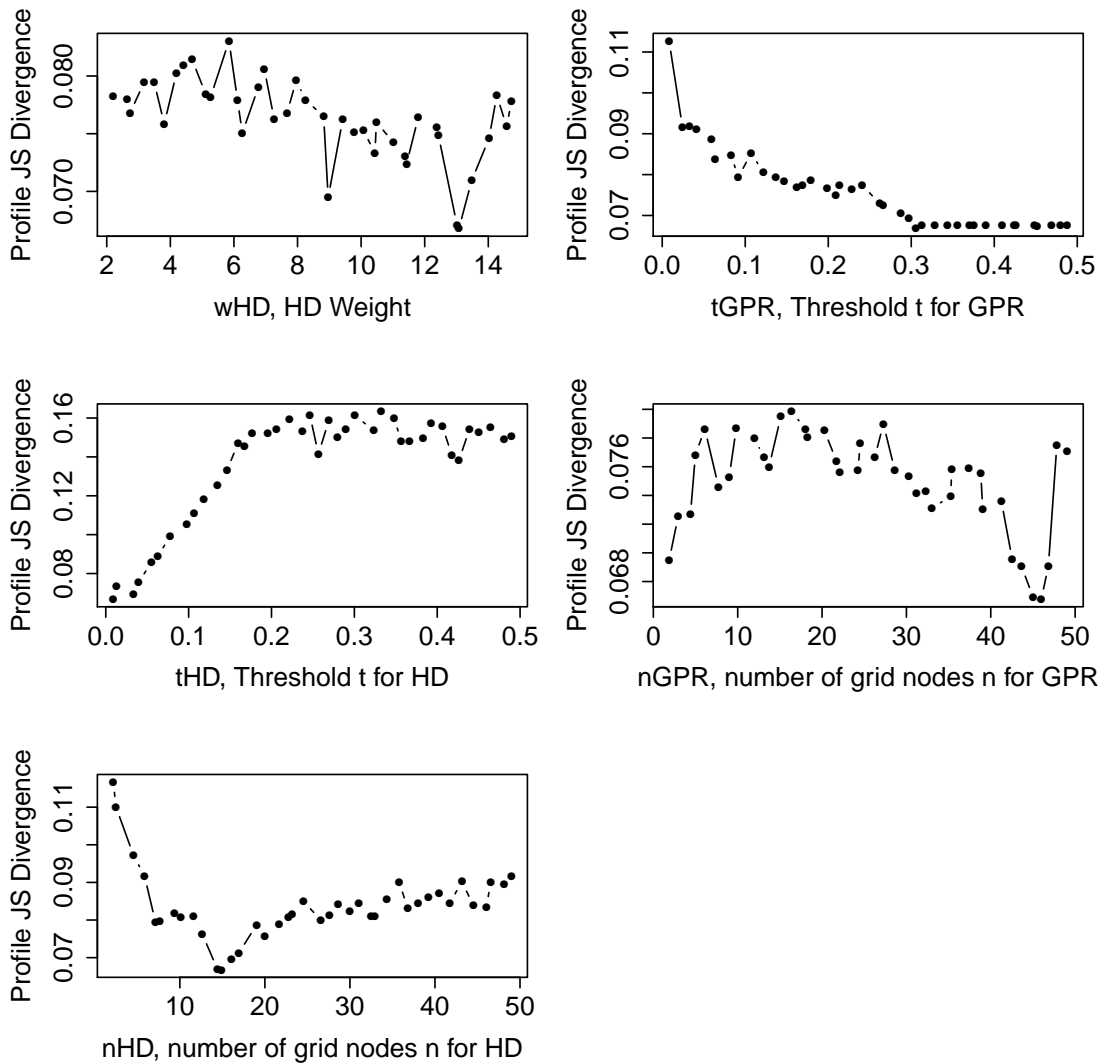 Profile JS Divergence
0.080
0.070
2 4 6 8 10 12 14
wHD, HD Weight
Profile JS Divergence
0.11
0.09
0.07
0.0 0.1 0.2 0.3 0.4 0.5
tGPR, Threshold t for GPR
Profile JS Divergence
0.16
0.12
0.08
0.0 0.1 0.2 0.3 0.4 0.5
tHD, Threshold t for HD
Profile JS Divergence
0.076
0.068
0 10 20 30 40 50
nGPR, number of grid nodes n for GPR
Profile JS Divergence
0.11
0.09
0.07
10 20 30 40 50
nHD, number of grid nodes n for HD